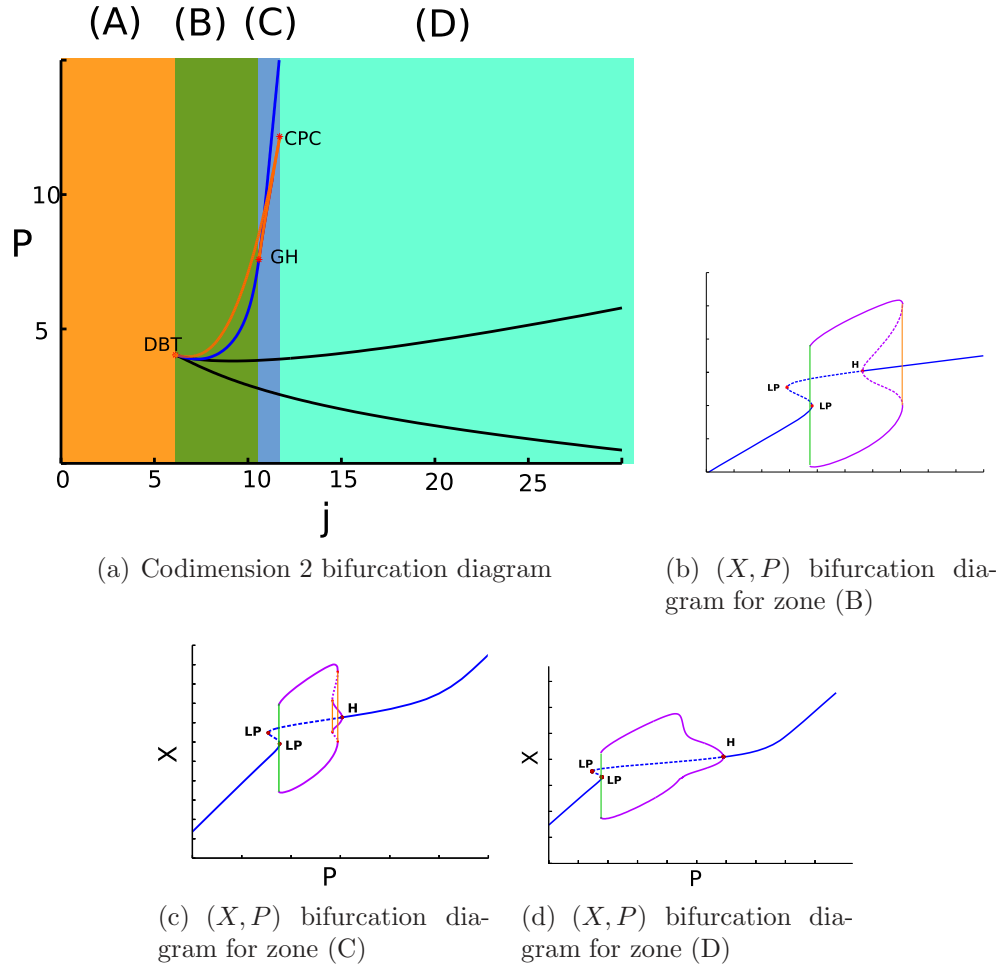 (A) (B) (C) (D)
CPC
10
P
GH
5
DBT
0 5 10 15 20 25
j
H
LP
LP
(a) Codimension 2 bifurcation diagram
(b) (X, P) bifurcation dia-
gram for zone (B)
X
H
LP
LP
P
X
H
LP
LP
P
(c) (X, P) bifurcation dia-
gram for zone (C)
(d) (X, P) bifurcation dia-
gram for zone (D)